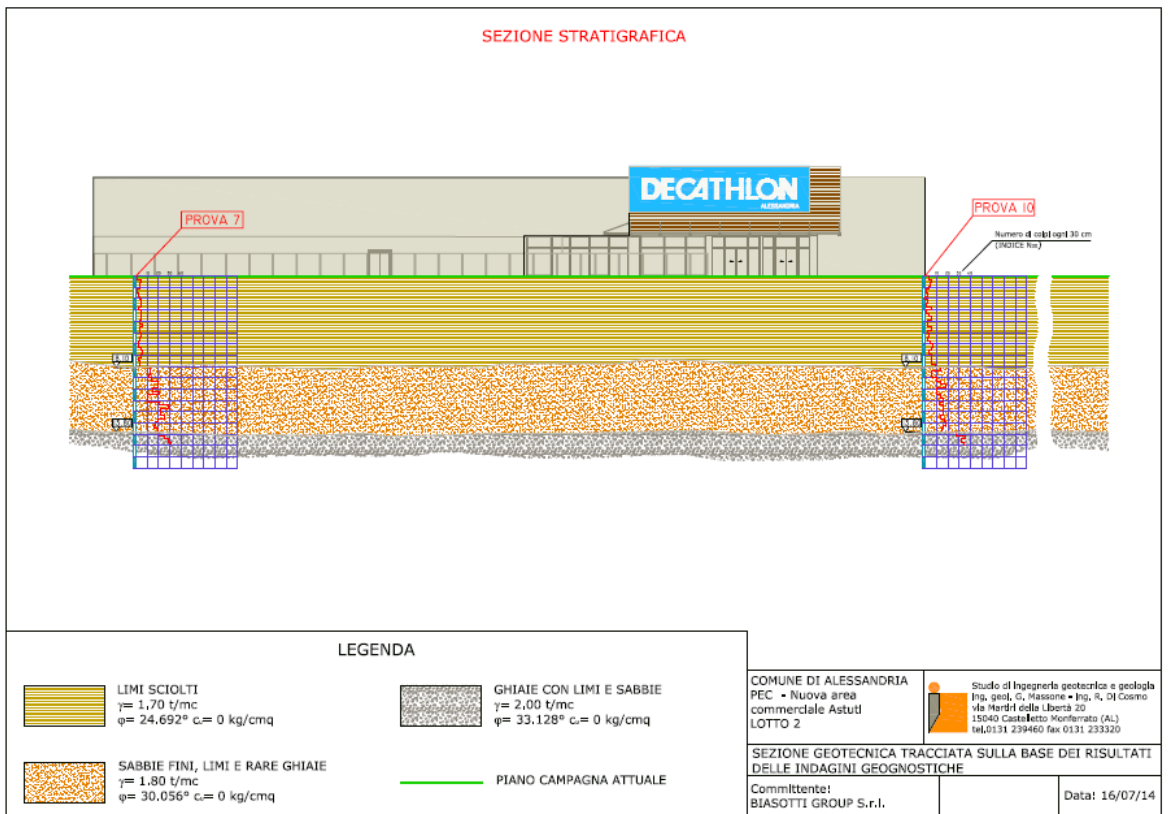 SEZIONE STRATIGRAFICA
DECATHLON
ALESSANDRIA
PROVA 7
PROVA 10
Numero di colpi ogni 30 cm
LEGENDA
LIMI SCIOLTI
γ= 1,70 t/mc
φ= 24.692° cᵤ= 0 kg/cmq
GHIAIE CON LIMI E SABBIE
γ= 2,00 t/mc
φ= 33.128° cᵤ= 0 kg/cmq
SABBIE FINI, LIMI E RARE GHIAIE
γ= 1.80 t/mc
φ= 30.056° cᵤ= 0 kg/cmq
PIANO CAMPAGNA ATTUALE
COMUNE DI ALESSANDRIA
PEC - Nuova area
commerciale Astuti
LOTTO 2
Studio di ingegneria geotecnica e geologia
Ing. geol. G. Massone - Ing. R. Di Cosmo
via Martiri della Libertà 20
15040 Castelletto Monferrato (AL)
tel.0131 239460 fax 0131 233320
SEZIONE GEOTECNICA TRACCIATA SULLA BASE DEI RISULTATI
DELLE INDAGINI GEOGNOSTICHE
Committente:
BIASOTTI GROUP S.r.l.
Data: 16/07/14